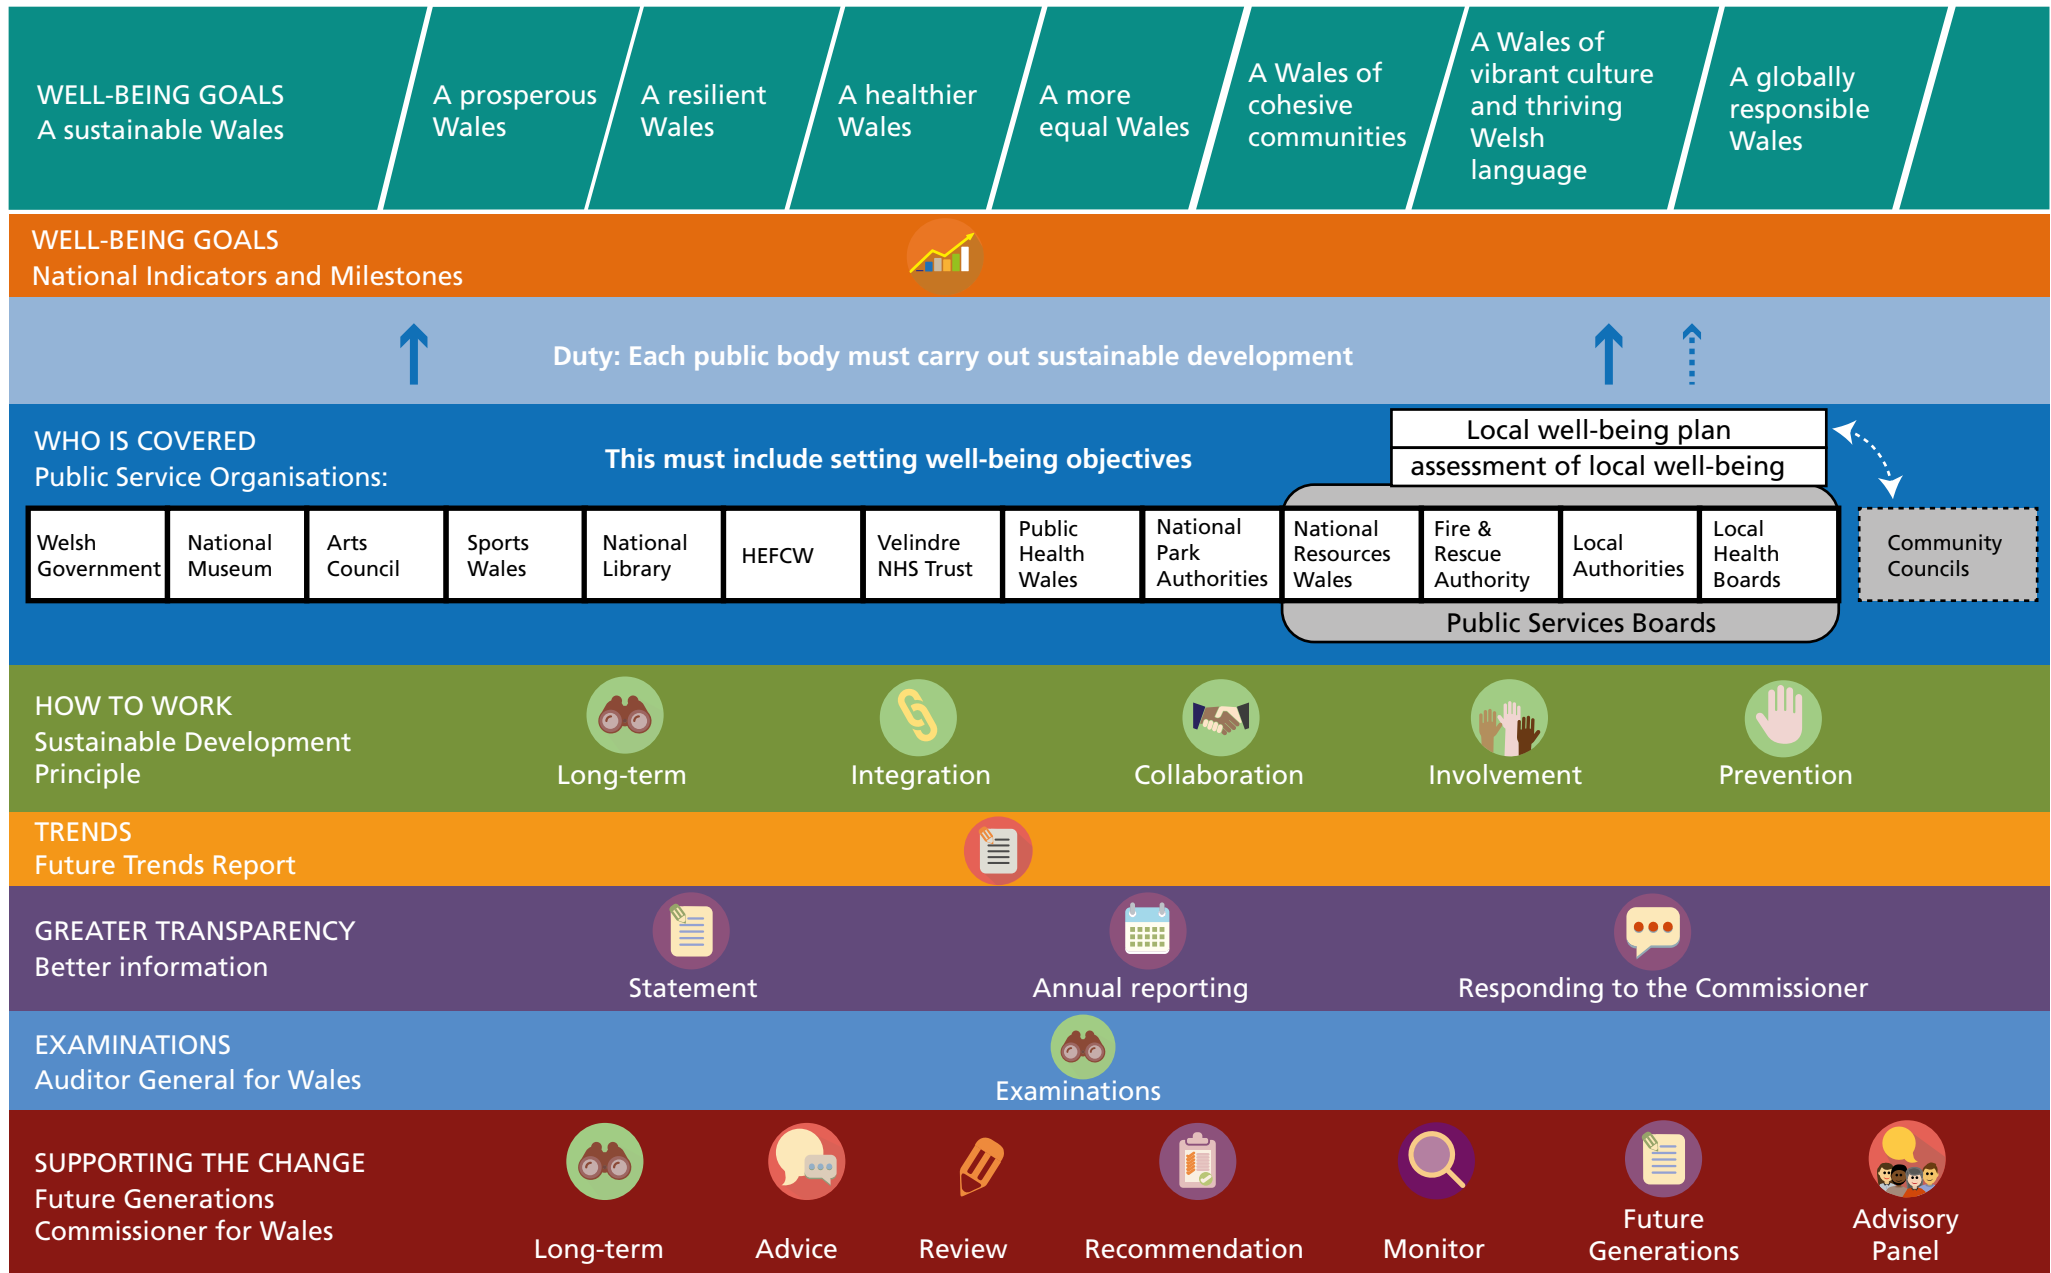 WELL-BEING GOALS
A sustainable Wales
A prosperous
Wales
A resilient
Wales
A healthier
Wales
A more
equal Wales
A Wales of
cohesive
communities
A Wales of
vibrant culture
and thriving
Welsh
language
A globally
responsible
Wales
WELL-BEING GOALS
National Indicators and Milestones
Duty: Each public body must carry out sustainable development
WHO IS COVERED
Public Service Organisations:
This must include setting well-being objectives
Local well-being plan
assessment of local well-being
Welsh
Government
National
Museum
Arts
Council
Sports
Wales
National
Library
HEFCW
Velindre
NHS Trust
Public
Health
Wales
National
Park
Authorities
National
Resources
Wales
Fire &
Rescue
Authority
Local
Authorities
Local
Health
Boards
Community
Councils
Public Services Boards
HOW TO WORK
Sustainable Development
Principle
Long-term
Integration
Collaboration
Involvement
Prevention
TRENDS
Future Trends Report
GREATER TRANSPARENCY
Better information
Statement
Annual reporting
Responding to the Commissioner
EXAMINATIONS
Auditor General for Wales
Examinations
SUPPORTING THE CHANGE
Future Generations
Commissioner for Wales
Long-term
Advice
Review
Recommendation
Monitor
Future
Generations
Advisory
Panel